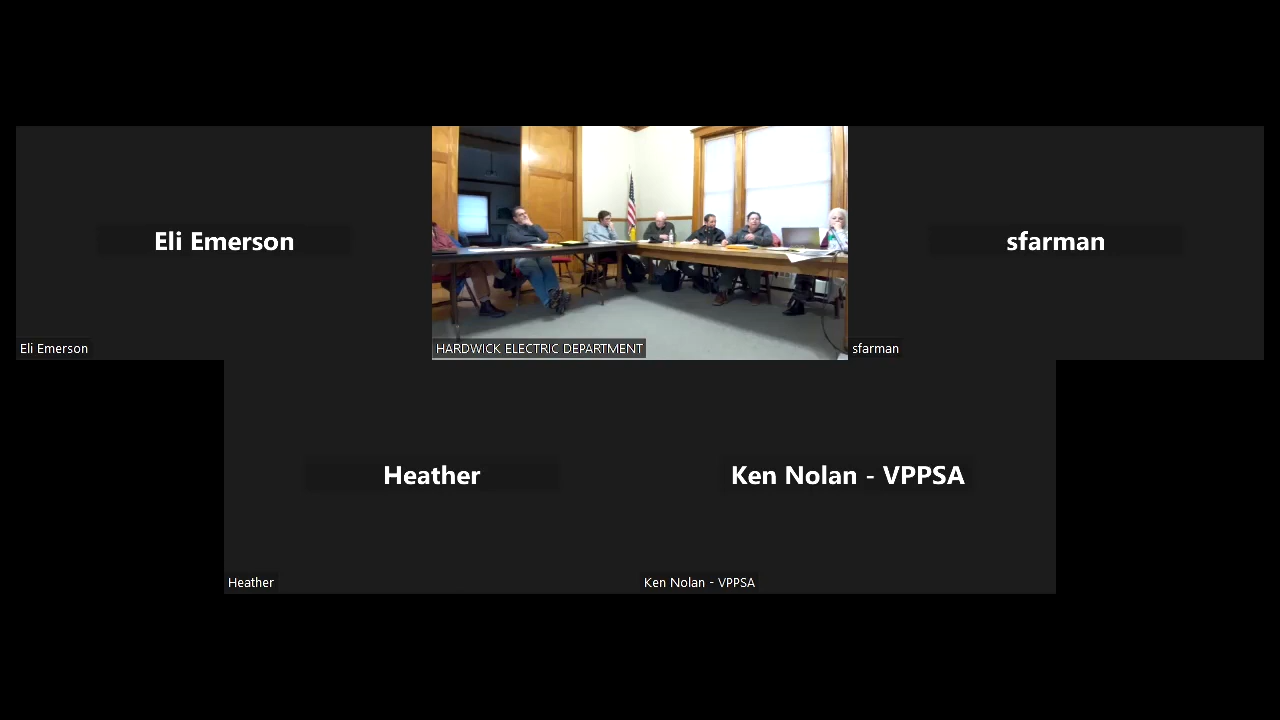 Eli Emerson
sfarman
Eli Emerson
HARDWICK ELECTRIC DEPARTMENT
sfarman
Heather
Ken Nolan - VPPSA
Heather
Ken Nolan - VPPSA